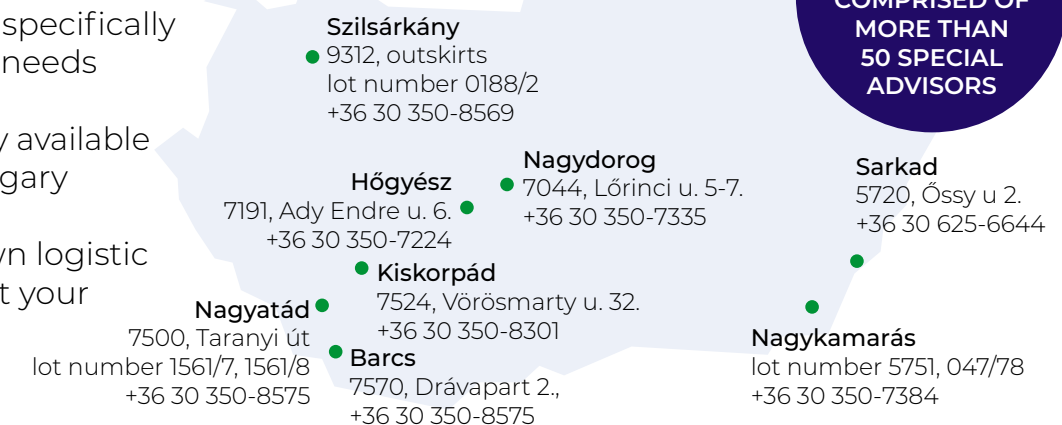 specifically
needs
y available
gary
n logistic
t your
COMPRISED OF
MORE THAN
50 SPECIAL
ADVISORS
Szilsárkány
9312, outskirts
lot number 0188/2
+36 30 350-8569
Nagydorog
7044, Lőrinci u. 5-7.
+36 30 350-7335
Hőgyész
7191, Ady Endre u. 6.
+36 30 350-7224
Sarkad
5720, Őssy u 2.
+36 30 625-6644
Kiskorpád
7524, Vörösmarty u. 32.
+36 30 350-8301
Nagyatád
7500, Taranyi út
lot number 1561/7, 1561/8
+36 30 350-8575
Barcs
7570, Drávapart 2.,
+36 30 350-8575
Nagykamarás
lot number 5751, 047/78
+36 30 350-7384